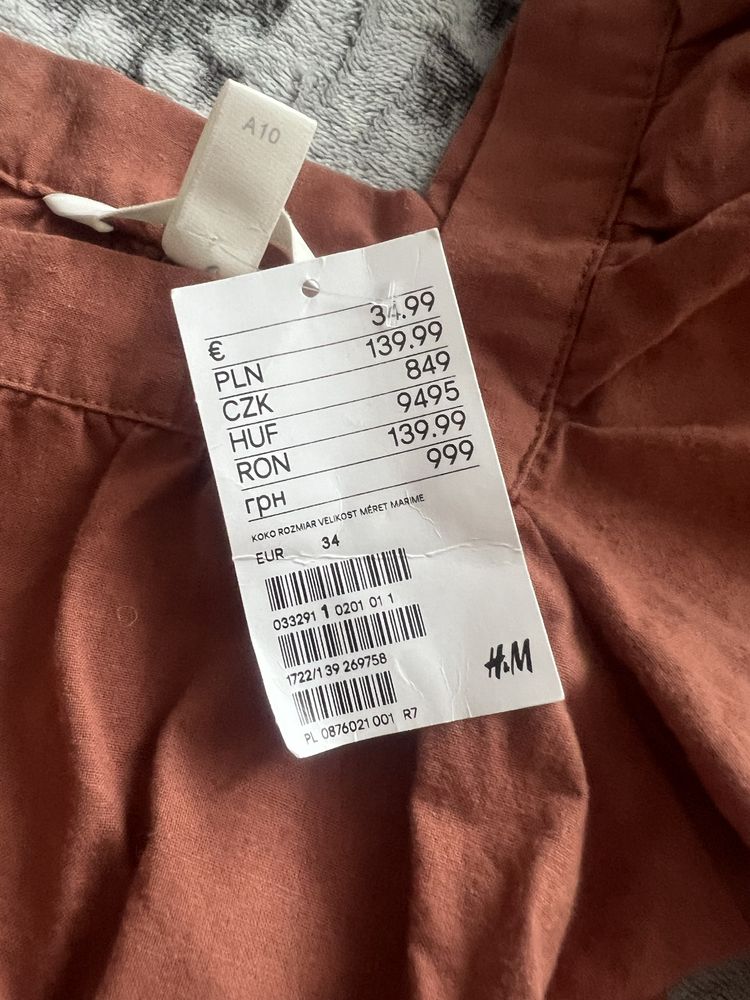 A10
34.99
€
139.99
PLN
849
CZK
9495
HUF
139.99
RON
999
грн
KOKO ROZMIAR VELIKOST MÉRET MARIME
EUR 34
033291 1 0201 01 1
1722/1 39 269758
H&M
PL 0876021 001 R7